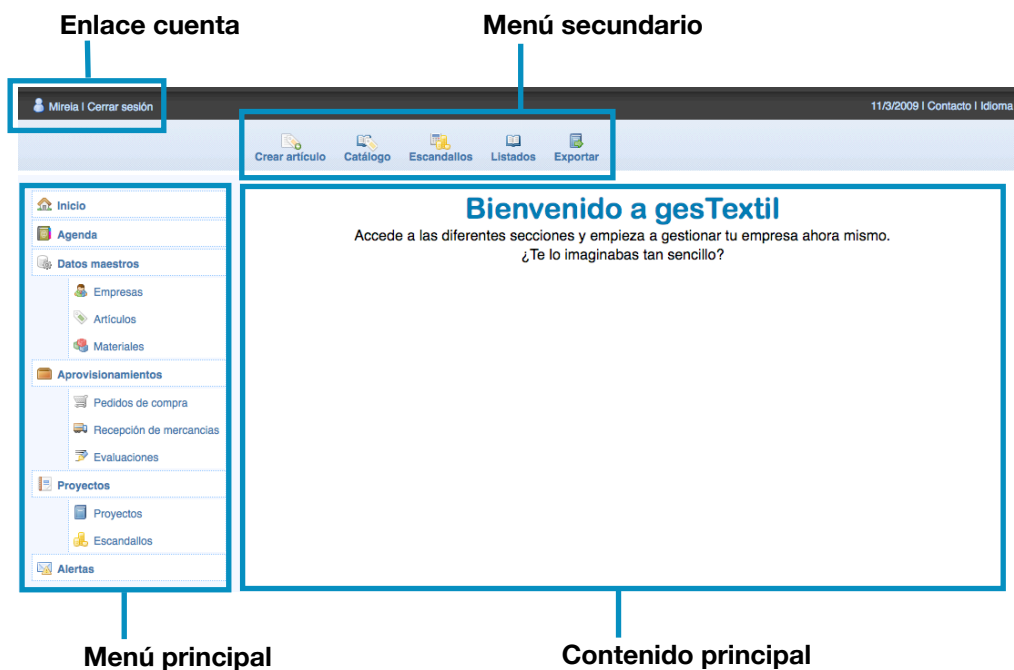 Enlace cuenta
Menú secundario
Mireia | Cerrar sesión
11/3/2009 | Contacto | Idioma
Crear artículo
Catálogo
Escandallos
Listados
Exportar
Inicio
Agenda
Datos maestros
Empresas
Artículos
Materiales
Aprovisionamientos
Pedidos de compra
Recepción de mercancias
Evaluaciones
Proyectos
Proyectos
Escandallos
Alertas
Bienvenido a gesTextil
Accede a las diferentes secciones y empieza a gestionar tu empresa ahora mismo.
¿Te lo imaginabas tan sencillo?
Menú principal
Contenido principal